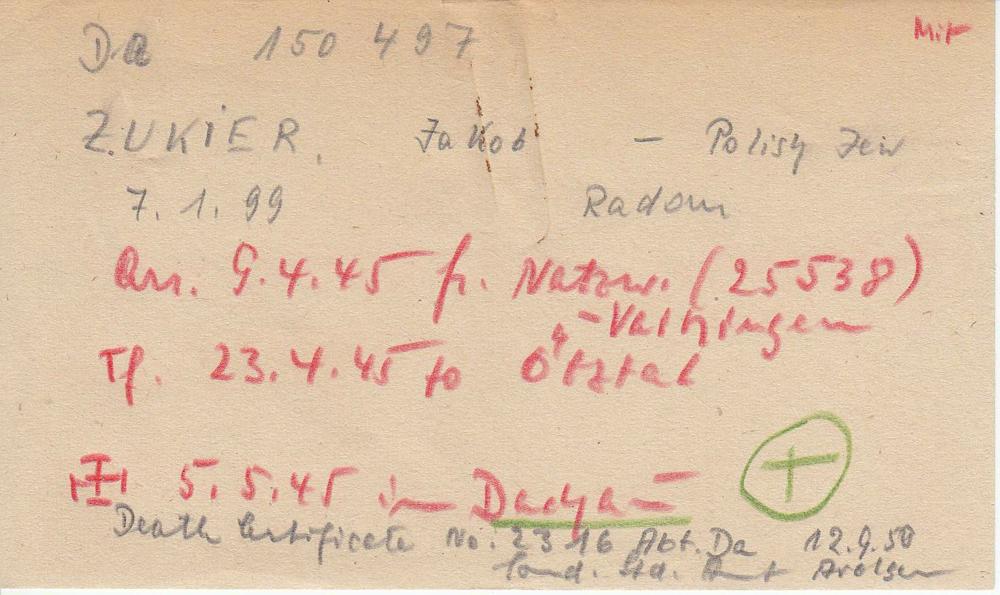 Mit
Da 150 497
ZUKIER, Jakob – Polish Jew
7.1.99 Radom
Arr. 9.4.45 fr. Natzw. (25538)
-Vaihingen
Tf. 23.4.45 to Ötztal
5.5.45 in Dachau +
Death Certificate No: 2316 Abt. Da 12.9.50
Sond. Std. Amt Arolsen